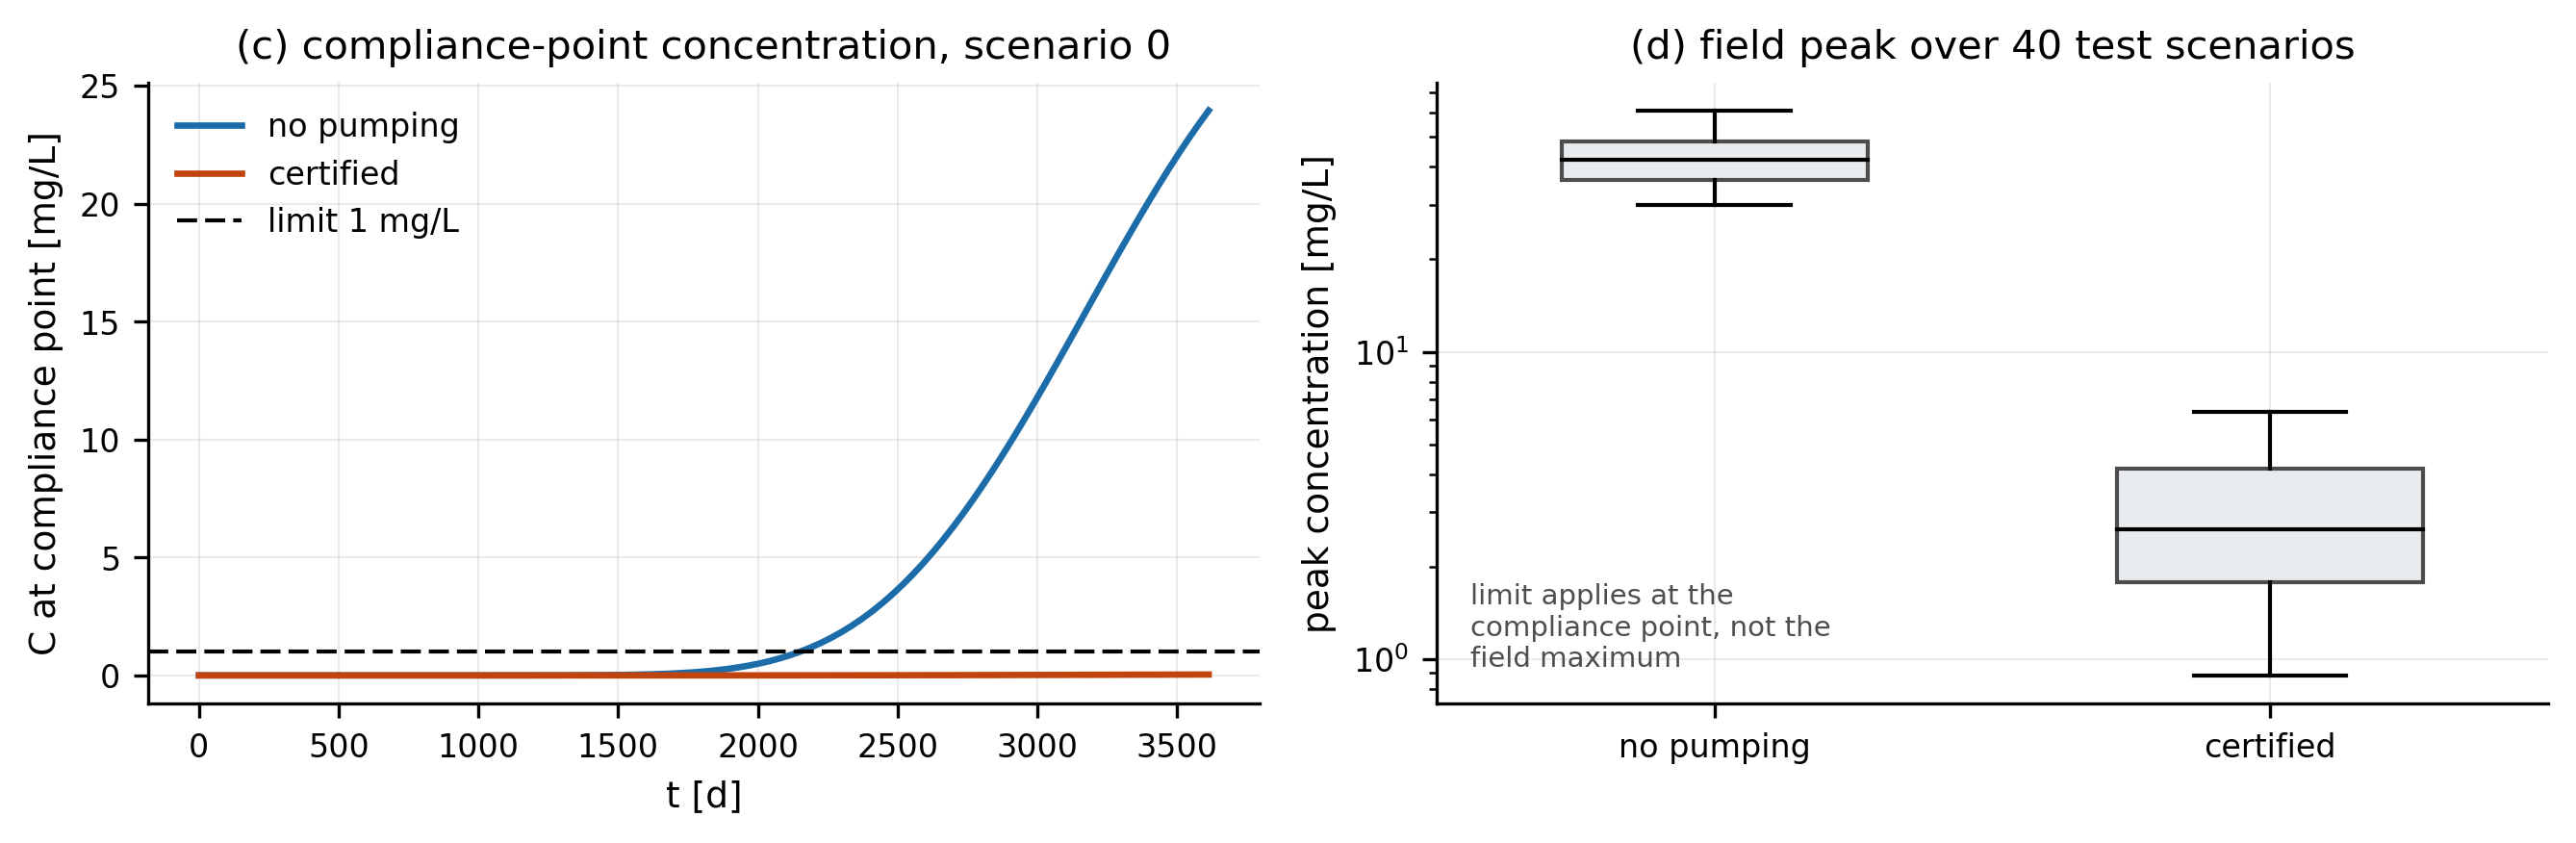 (c) compliance-point concentration, scenario 0
C at compliance point [mg/L]
25
20
15
10
5
0
no pumping
certified
limit 1 mg/L
0 500 1000 1500 2000 2500 3000 3500
t [d]
(d) field peak over 40 test scenarios
peak concentration [mg/L]
10¹
10⁰
limit applies at the
compliance point, not the
field maximum
no pumping certified